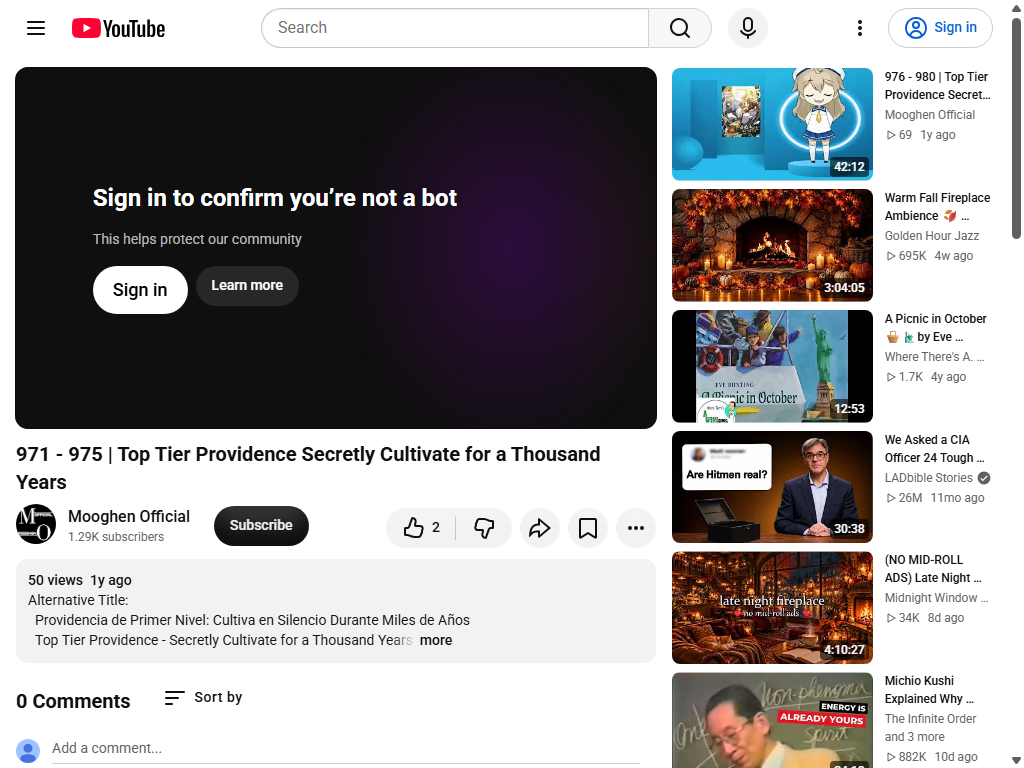 YouTube
Search
Sign in
Sign in to confirm you’re not a bot
This helps protect our community
Sign in
Learn more
971 - 975 | Top Tier Providence Secretly Cultivate for a Thousand
Years
Mooghen Official
1.29K subscribers
Subscribe
2
50 views 1y ago
Alternative Title:
Providencia de Primer Nivel: Cultiva en Silencio Durante Miles de Años
Top Tier Providence - Secretly Cultivate for a Thousand Years
more
0 Comments
Sort by
Add a comment...
42:12
976 - 980 | Top Tier
Providence Secret...
Mooghen Official
69 1y ago
3:04:05
Warm Fall Fireplace
Ambience 🍂 ...
Golden Hour Jazz
695K 4w ago
EVE BUNTING
A Picnic in October
12:53
A Picnic in October
🧺 🗽 by Eve ...
Where There's A. ...
1.7K 4y ago
Are Hitmen real?
30:38
We Asked a CIA
Officer 24 Tough ...
LADbible Stories
26M 11mo ago
late night fireplace
no mid-roll ads
4:10:27
(NO MID-ROLL
ADS) Late Night ...
Midnight Window ...
34K 8d ago
Non-phenomena
ENERGY IS
ALREADY YOURS
Spirit
Michio Kushi
Explained Why ...
The Infinite Order
and 3 more
882K 10d ago